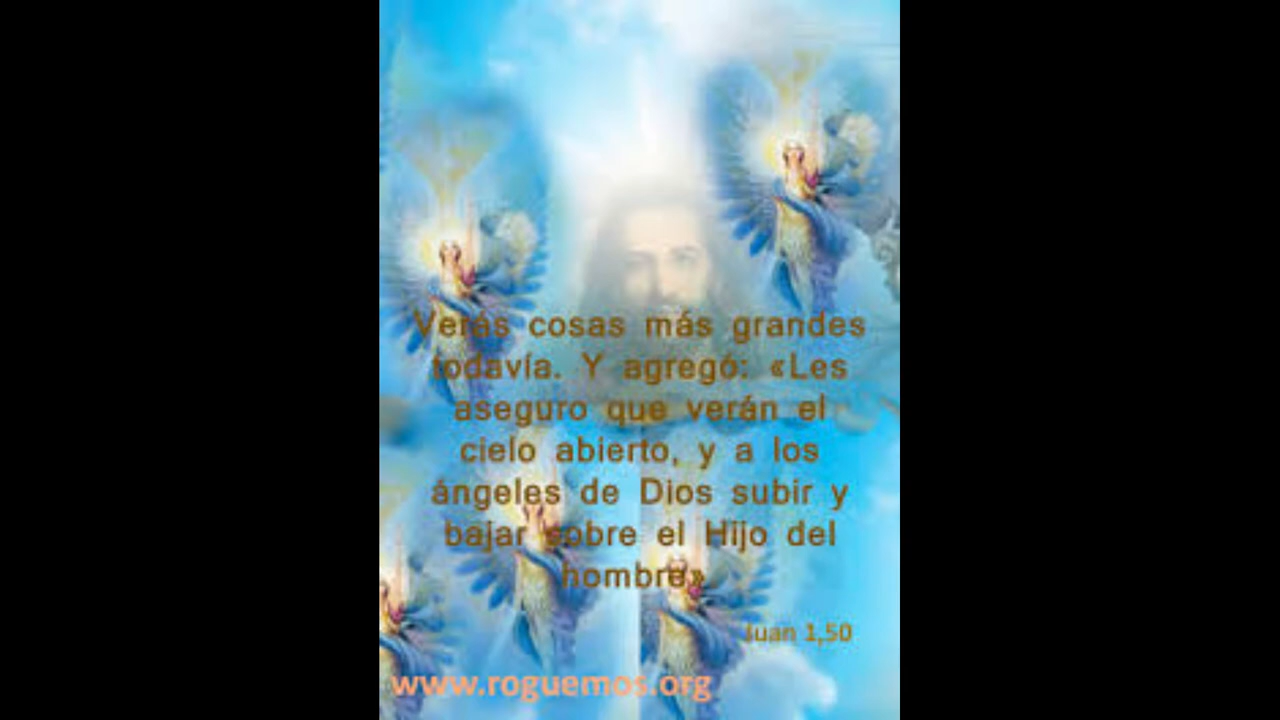 Verás cosas más grandes
todavía. Y agregó: «Les
aseguro que verán el
cielo abierto, y a los
ángeles de Dios subir y
bajar sobre el Hijo del
hombre»
Juan 1,50
www.roguemos.org